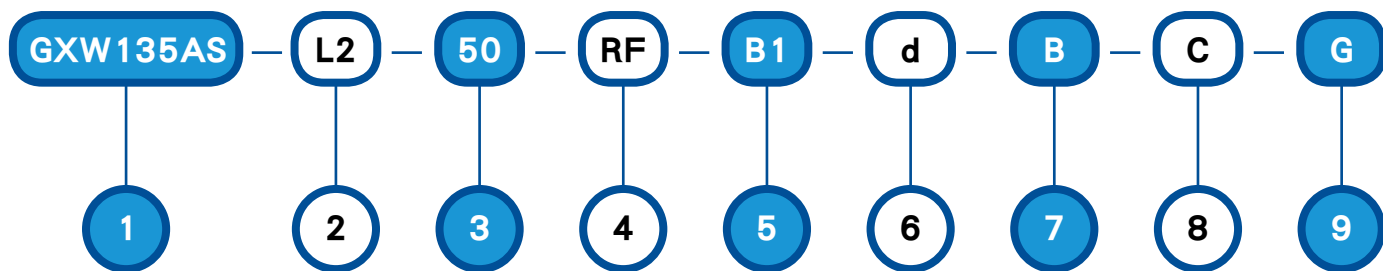 GXW135AS — L2 — 50 — RF — B1 — d — B — C — G
1 2 3 4 5 6 7 8 9